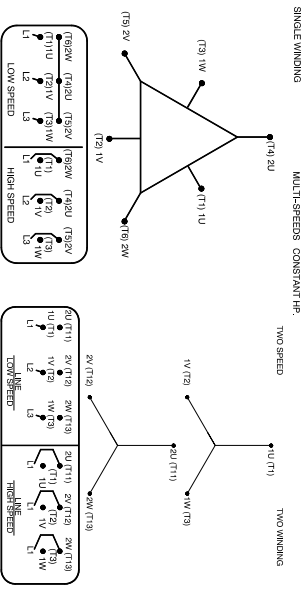 SINGLE WINDING
MULTI-SPEEDS CONSTANT HP.
(T4) 2U
(T3) 1W
(T1) 1U
(T5) 2V
(T2) 1V
(T6) 2W
(T6)2W (T4)2U (T5)2V
(T1)1U (T2)1V (T3)1W
L1 L2 L3
LOW SPEED
(T6)2W (T4)2U (T5)2V
(T1) (T2) (T3)
1U 1V 1W
L1 L2 L3
HIGH SPEED
TWO SPEED
TWO WINDING
1U (T1)
1V (T2)
1W (T3)
2U (T11)
2V (T12)
2W (T13)
2U (T11) 2V (T12) 2W (T13)
1U (T1) 1V (T2) 1W (T3)
L1 L2 L3
LINE
LOW SPEED
2U (T11) 2V (T12) 2W (T13)
(T1) (T2) (T3)
1U 1V 1W
L1 L1 L1
LINE
HIGH SPEED